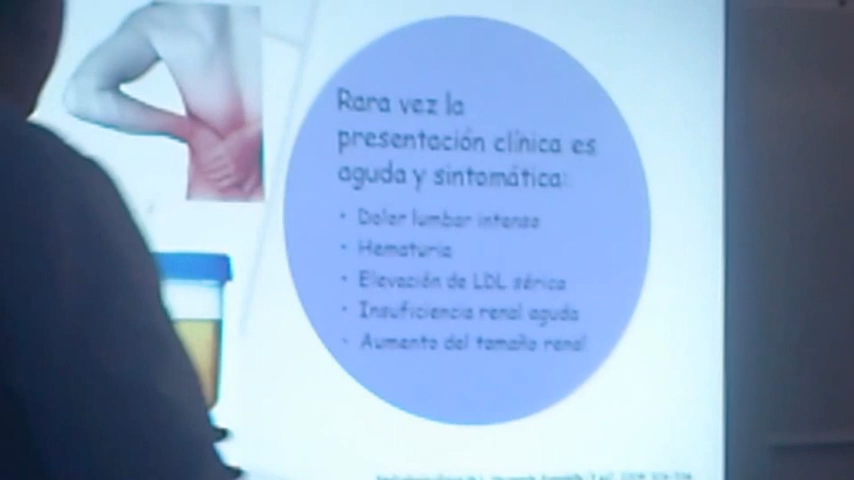 Rara vez la
presentación clínica es
aguda y sintomática:
• Dolor lumbar intenso
• Hematuria
• Elevación de LDL sérica
• Insuficiencia renal aguda
• Aumento del tamaño renal